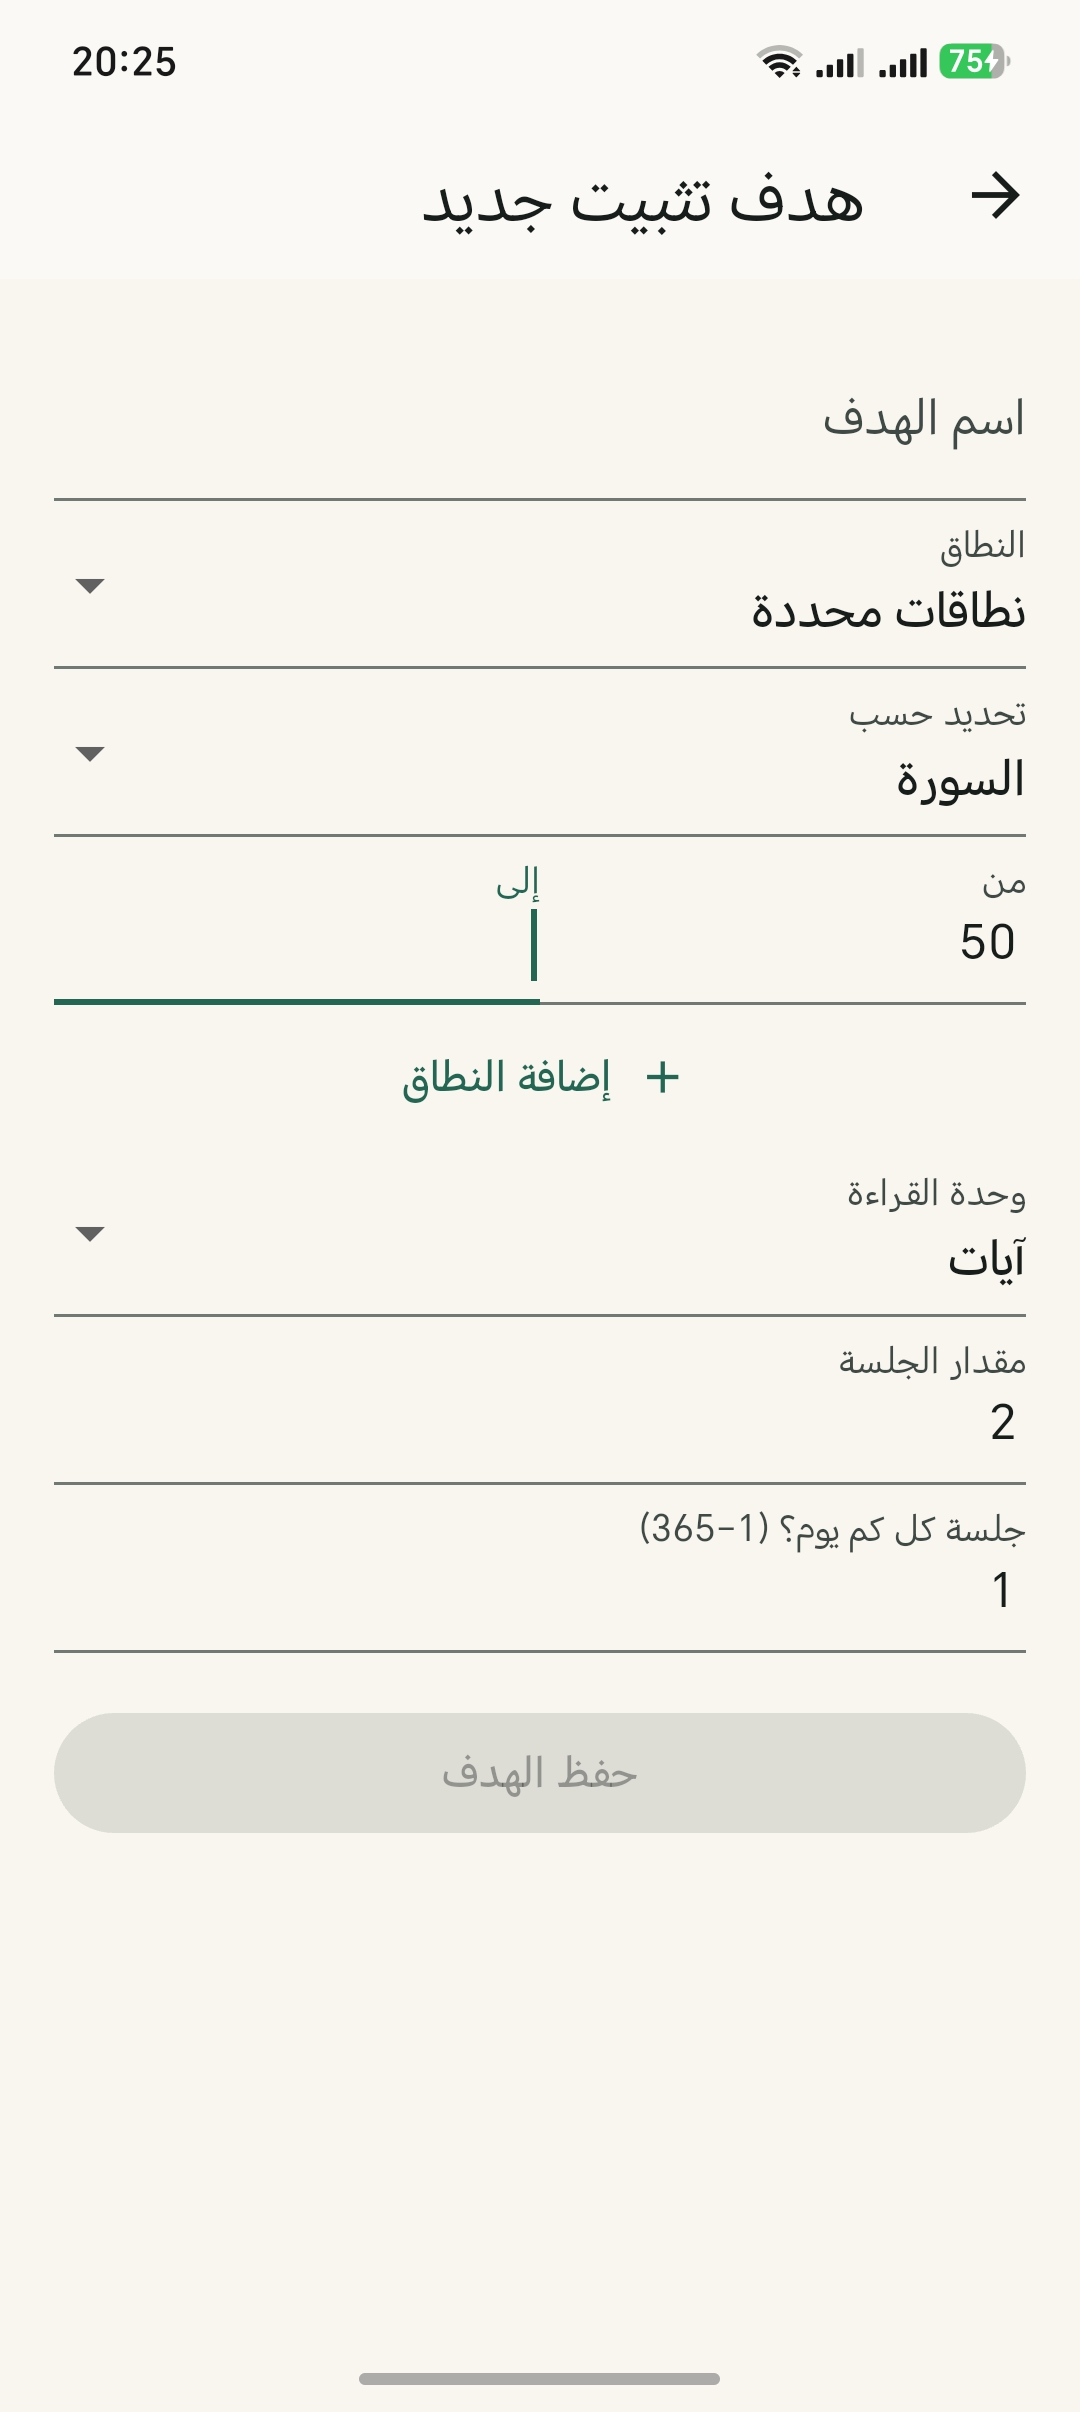 20:25
75
هدف تثبيت جديد
اسم الهدف
النطاق
نطاقات محددة
تحديد حسب
السورة
من
إلى
50
+ إضافة النطاق
وحدة القراءة
آيات
مقدار الجلسة
2
جلسة كل كم يوم؟ (1-365)
1
حفظ الهدف